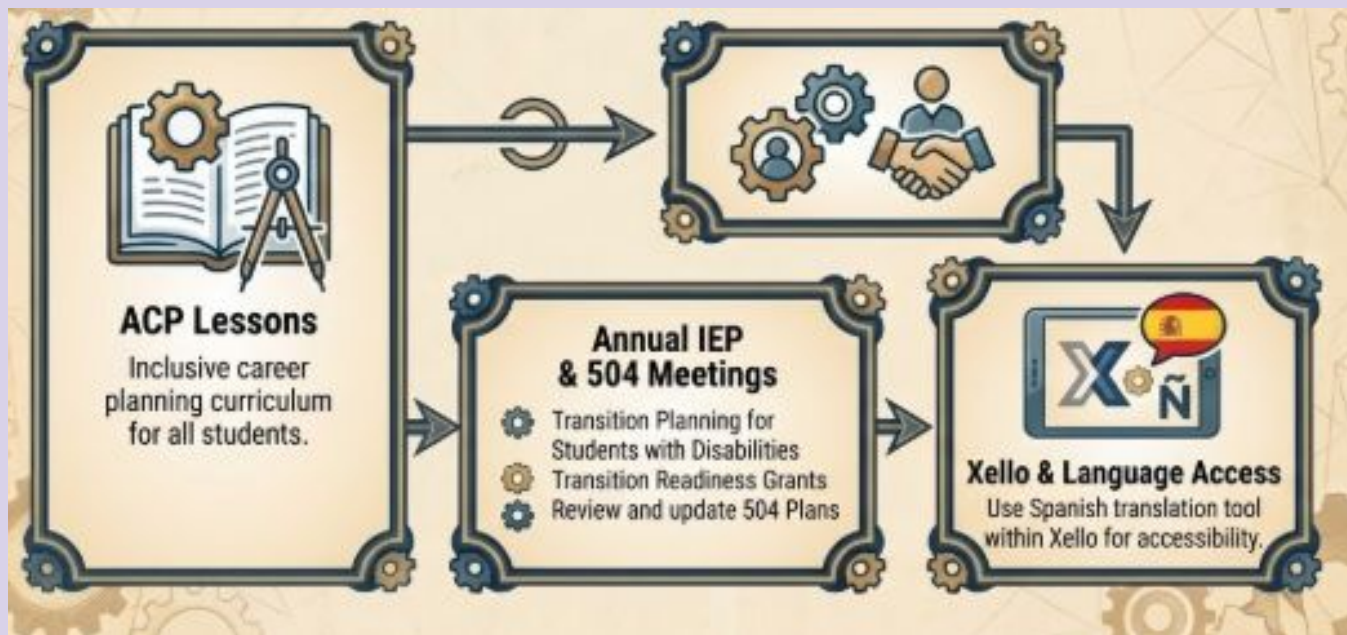 ACP Lessons
Inclusive career
planning curriculum
for all students.
Annual IEP
& 504 Meetings
Transition Planning for
Students with Disabilities
Transition Readiness Grants
Review and update 504 Plans
X
Ñ
Xello & Language Access
Use Spanish translation tool
within Xello for accessibility.